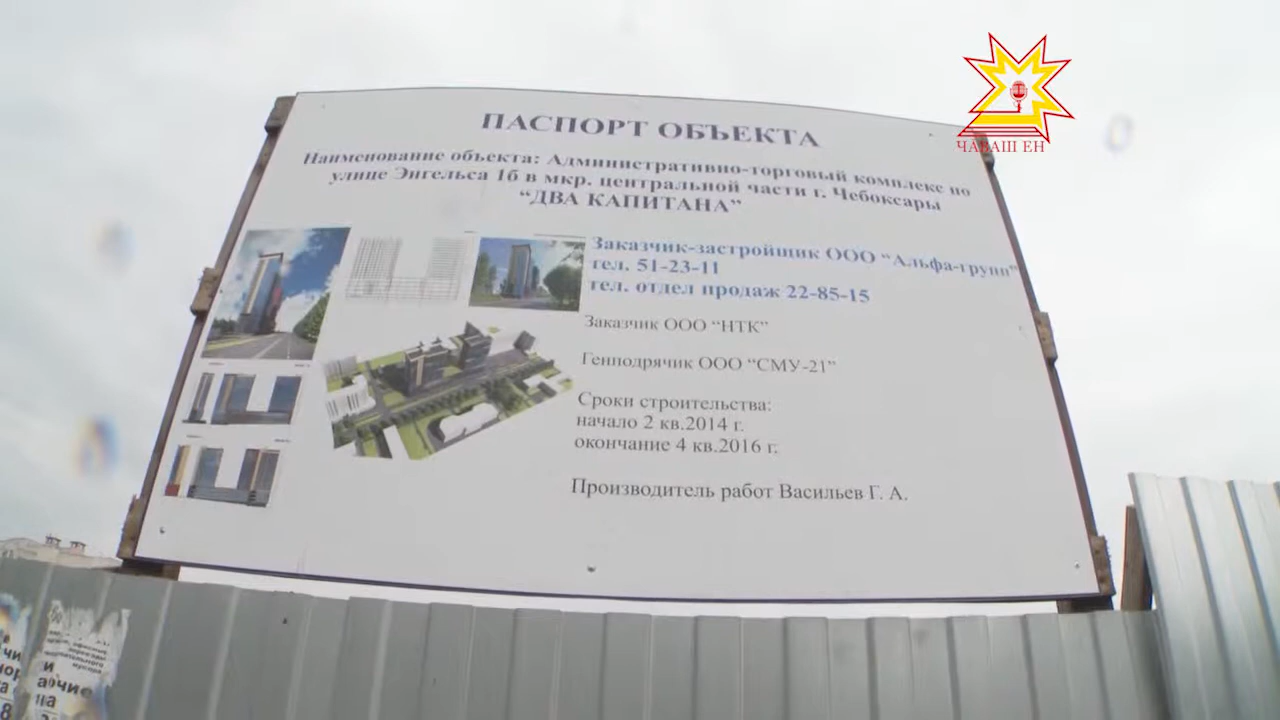 ЧĂВАШ ЕН
ПАСПОРТ ОБЪЕКТА
Наименование объекта: Административно-торговый комплекс по
улице Энгельса 1б в мкр. центральной части г. Чебоксары
“ДВА КАПИТАНА”
Заказчик-застройщик ООО “Альфа-групп”
тел. 51-23-11
тел. отдел продаж 22-85-15
Заказчик ООО “НТК”
Генподрячик ООО “СМУ-21”
Сроки строительства:
начало 2 кв.2014 г.
окончание 4 кв.2016 г.
Производитель работ Васильев Г. А.